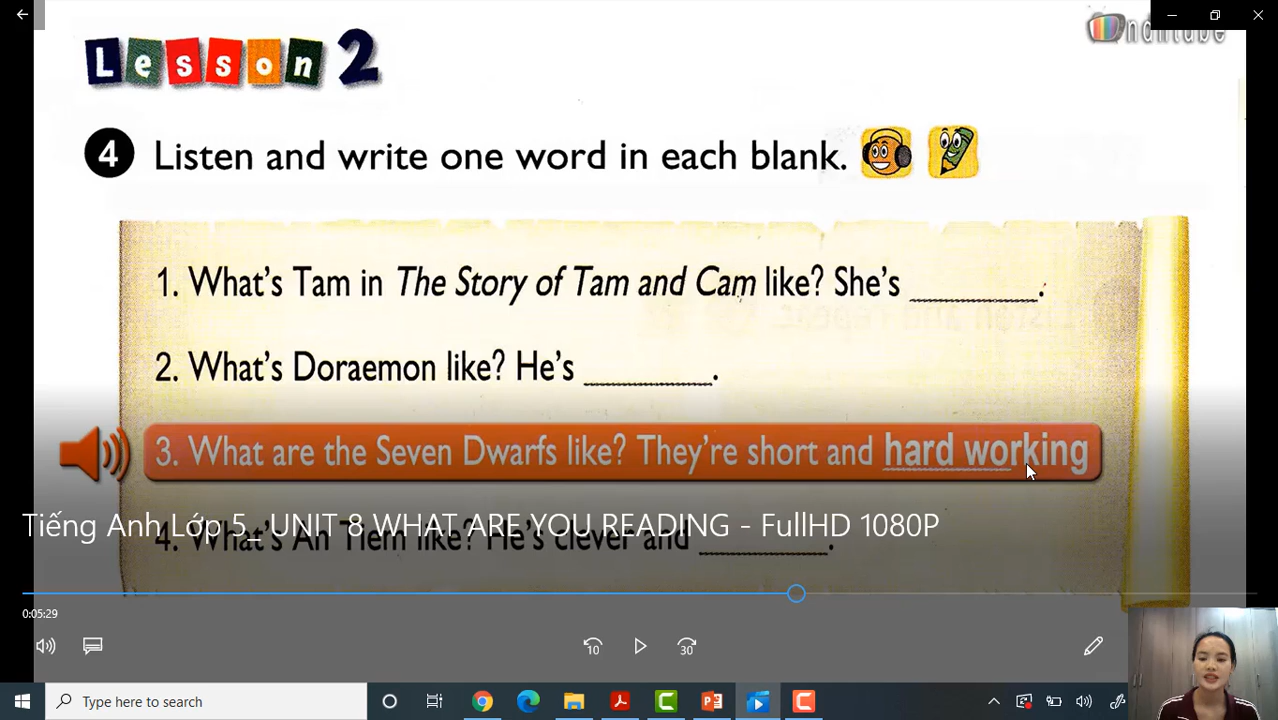 Lesson 2
4 Listen and write one word in each blank.
1. What's Tam in The Story of Tam and Cam like? She's ________.
2. What's Doraemon like? He's ________.
3. What are the Seven Dwarfs like? They're short and hard working
Tiếng Anh Lớp 5_ UNIT 8 WHAT ARE YOU READING - FullHD 1080P
4. What's An Tiem like? He's clever and ________.
0:05:29
10
30
Type here to search